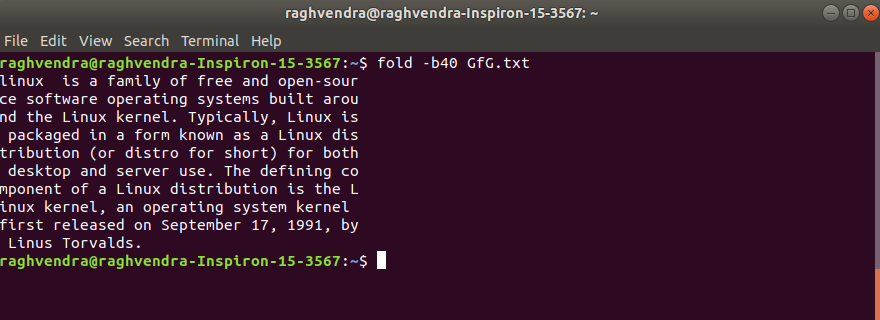 raghvendra@raghvendra-Inspiron-15-3567: ~
File Edit View Search Terminal Help
raghvendra@raghvendra-Inspiron-15-3567:~$ fold -b40 GfG.txt
linux  is a family of free and open-sour
ce software operating systems built arou
nd the Linux kernel. Typically, Linux is
 packaged in a form known as a Linux dis
tribution (or distro for short) for both
 desktop and server use. The defining co
mponent of a Linux distribution is the L
inux kernel, an operating system kernel 
first released on September 17, 1991, by
 Linus Torvalds.
raghvendra@raghvendra-Inspiron-15-3567:~$